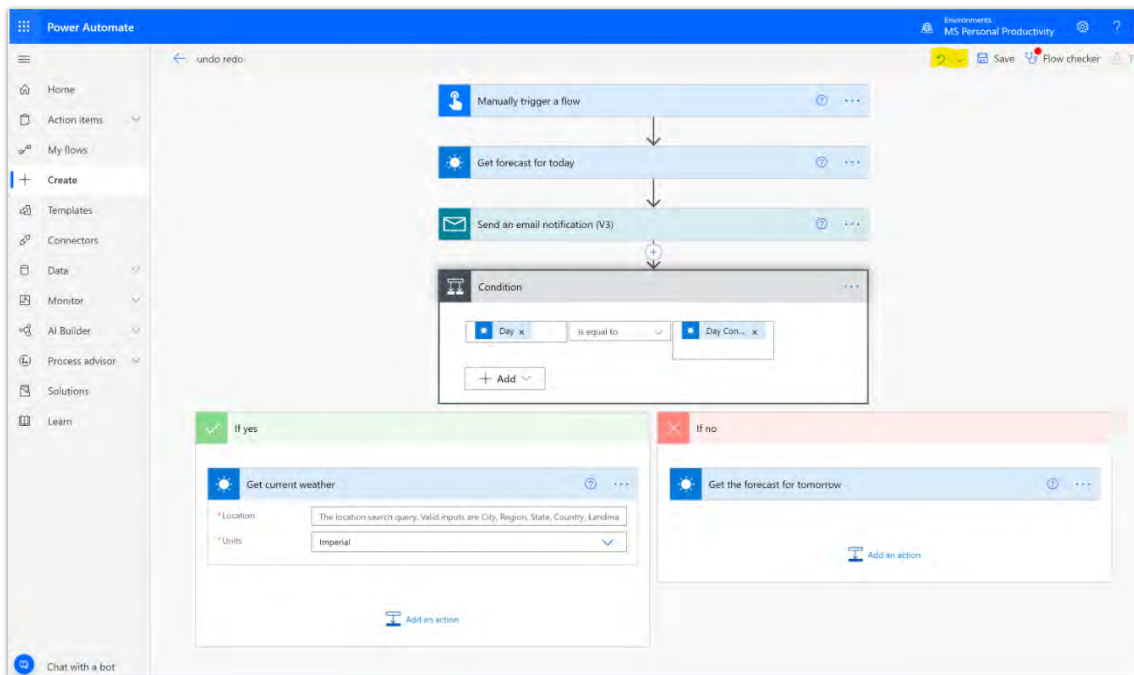 Power Automate
Environments
MS Personal Productivity
?
undo redo
Save
Flow checker
Home
Action items
My flows
Create
Templates
Connectors
Data
Monitor
AI Builder
Process advisor
Solutions
Learn
Chat with a bot
Manually trigger a flow
Get forecast for today
Send an email notification (V3)
Condition
Day x
is equal to
Day Con... x
+ Add
If yes
Get current weather
* Location
The location search query. Valid inputs are City, Region, State, Country, Landma
* Units
Imperial
Add an action
If no
Get the forecast for tomorrow
Add an action